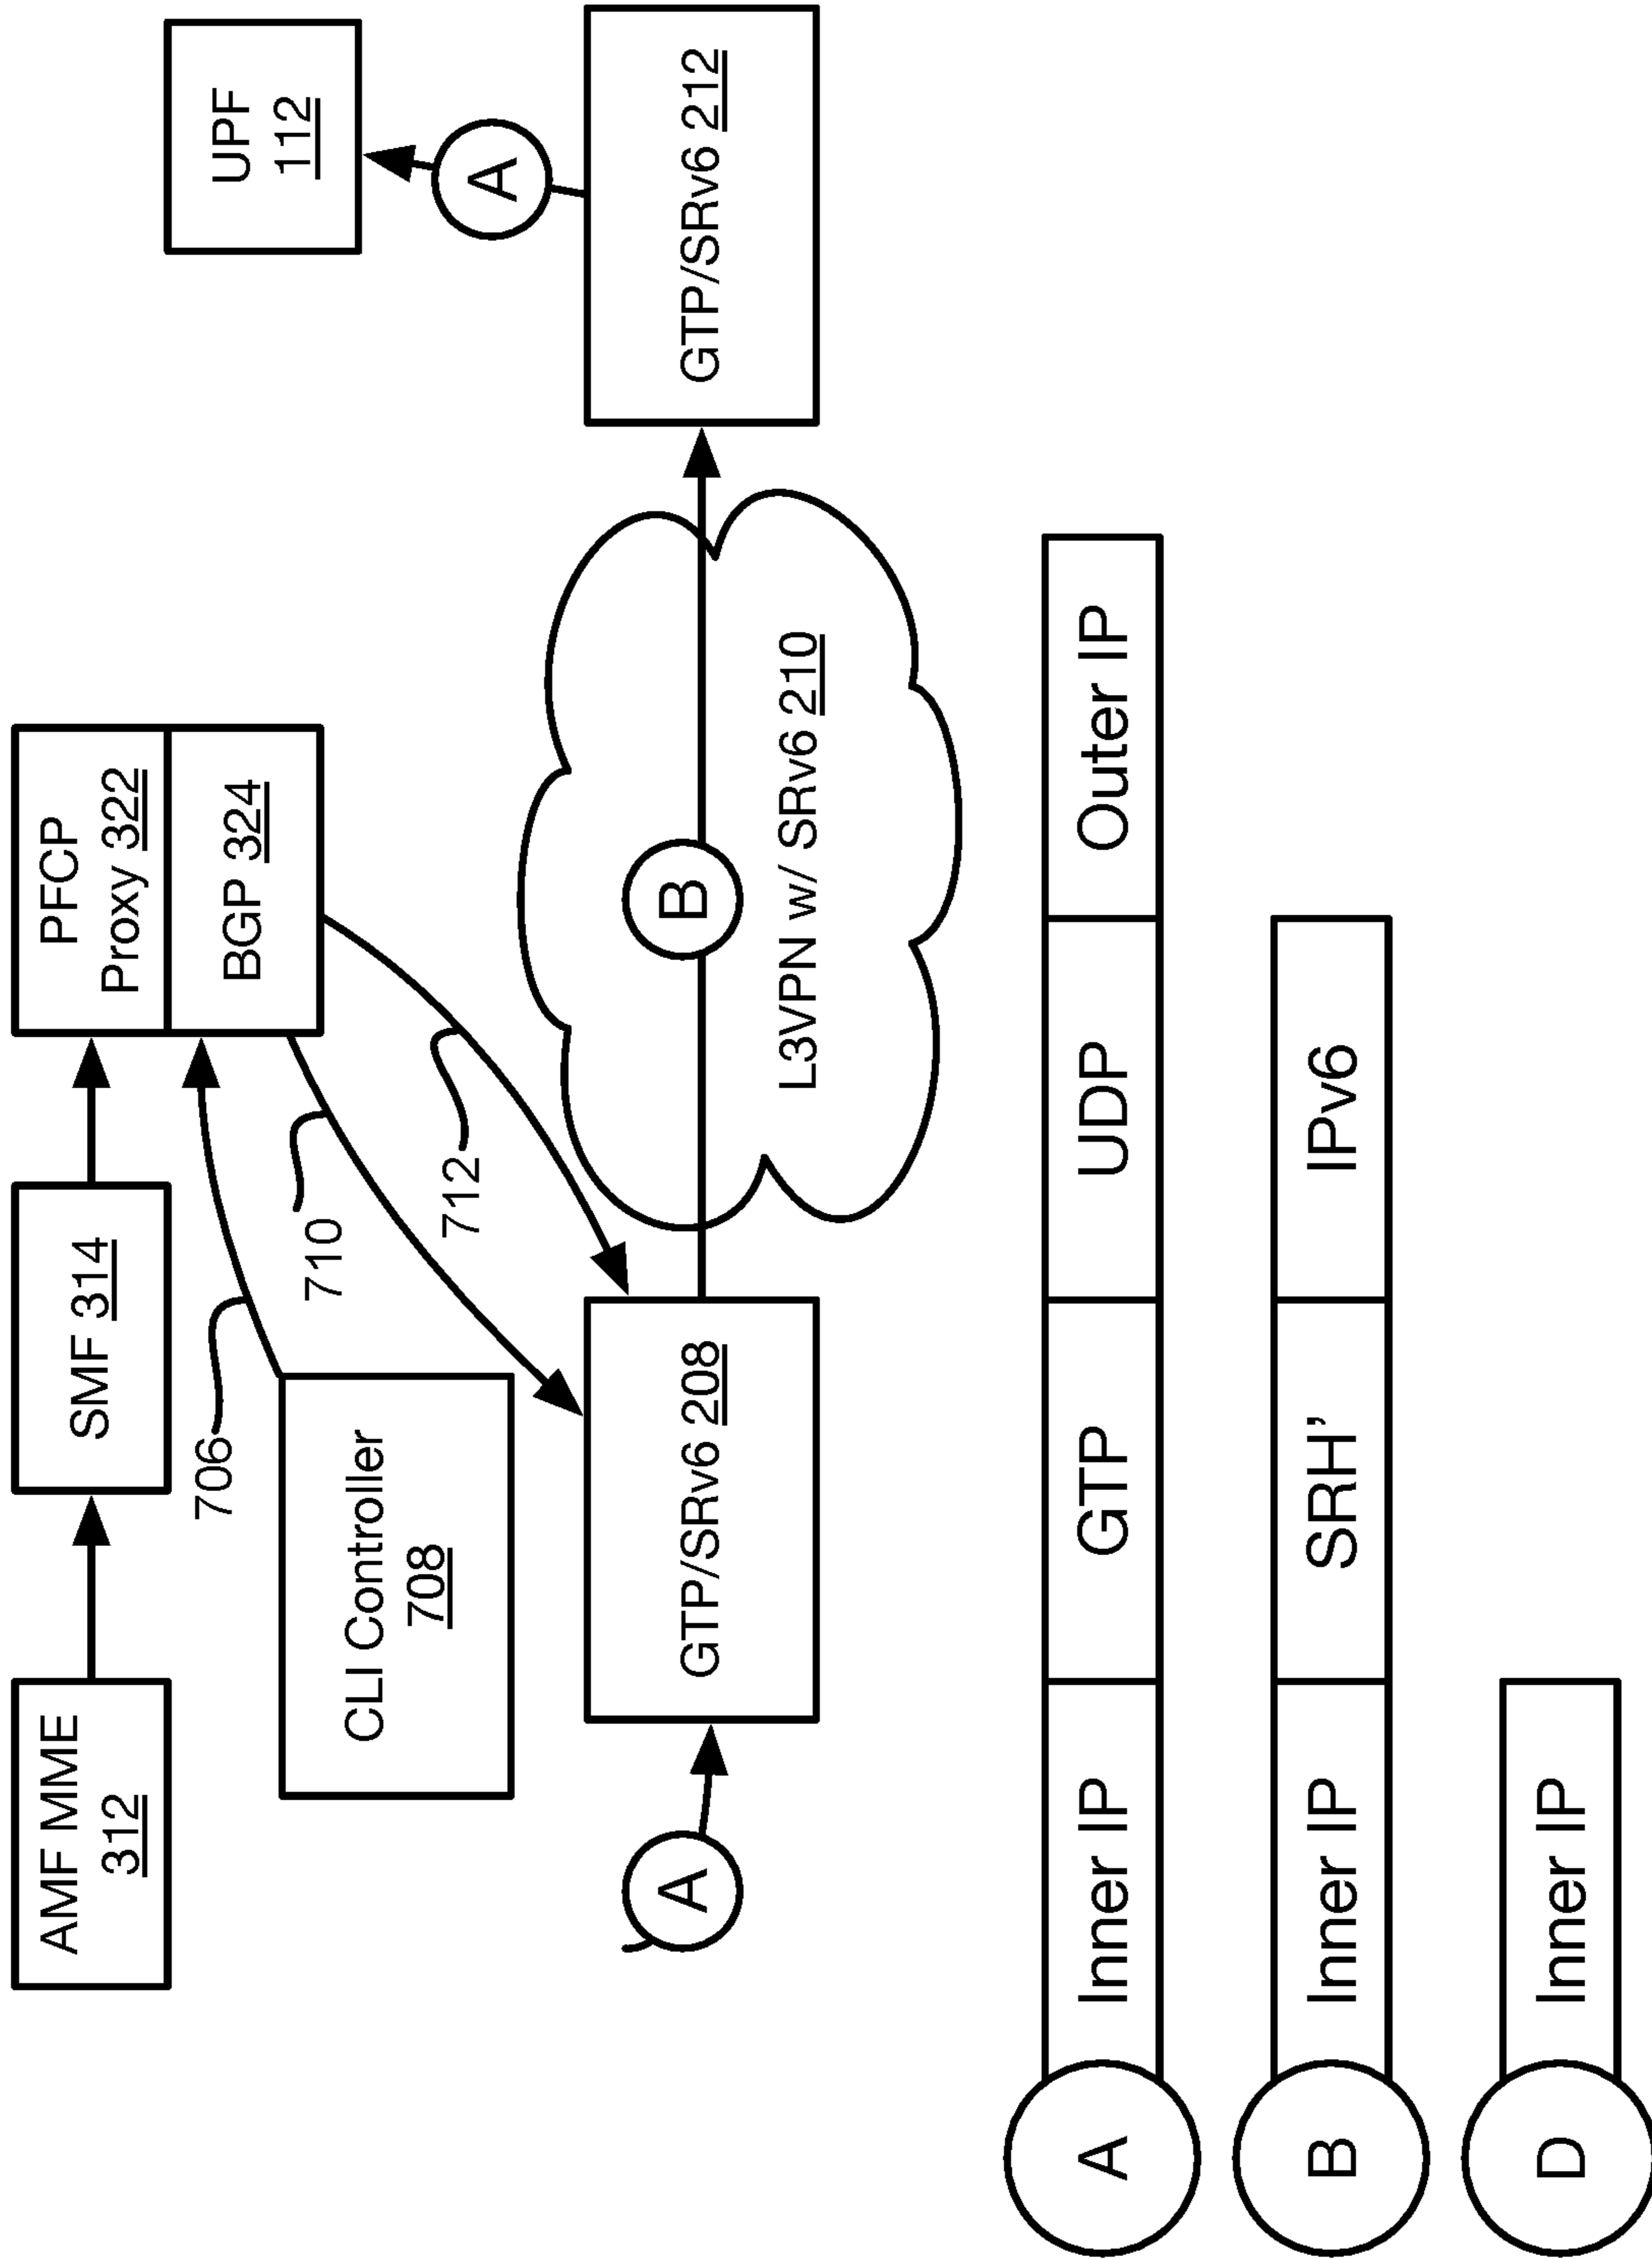 AMF MME
312
SMF 314
PFCP
Proxy 322
BGP 324
UPF
112
706
710
712
CLI Controller
708
A
GTP/SRv6 208
B
L3VPN w/ SRv6 210
GTP/SRv6 212
A
A
Inner IP
GTP
UDP
Outer IP
B
Inner IP
SRH’
IPv6
D
Inner IP